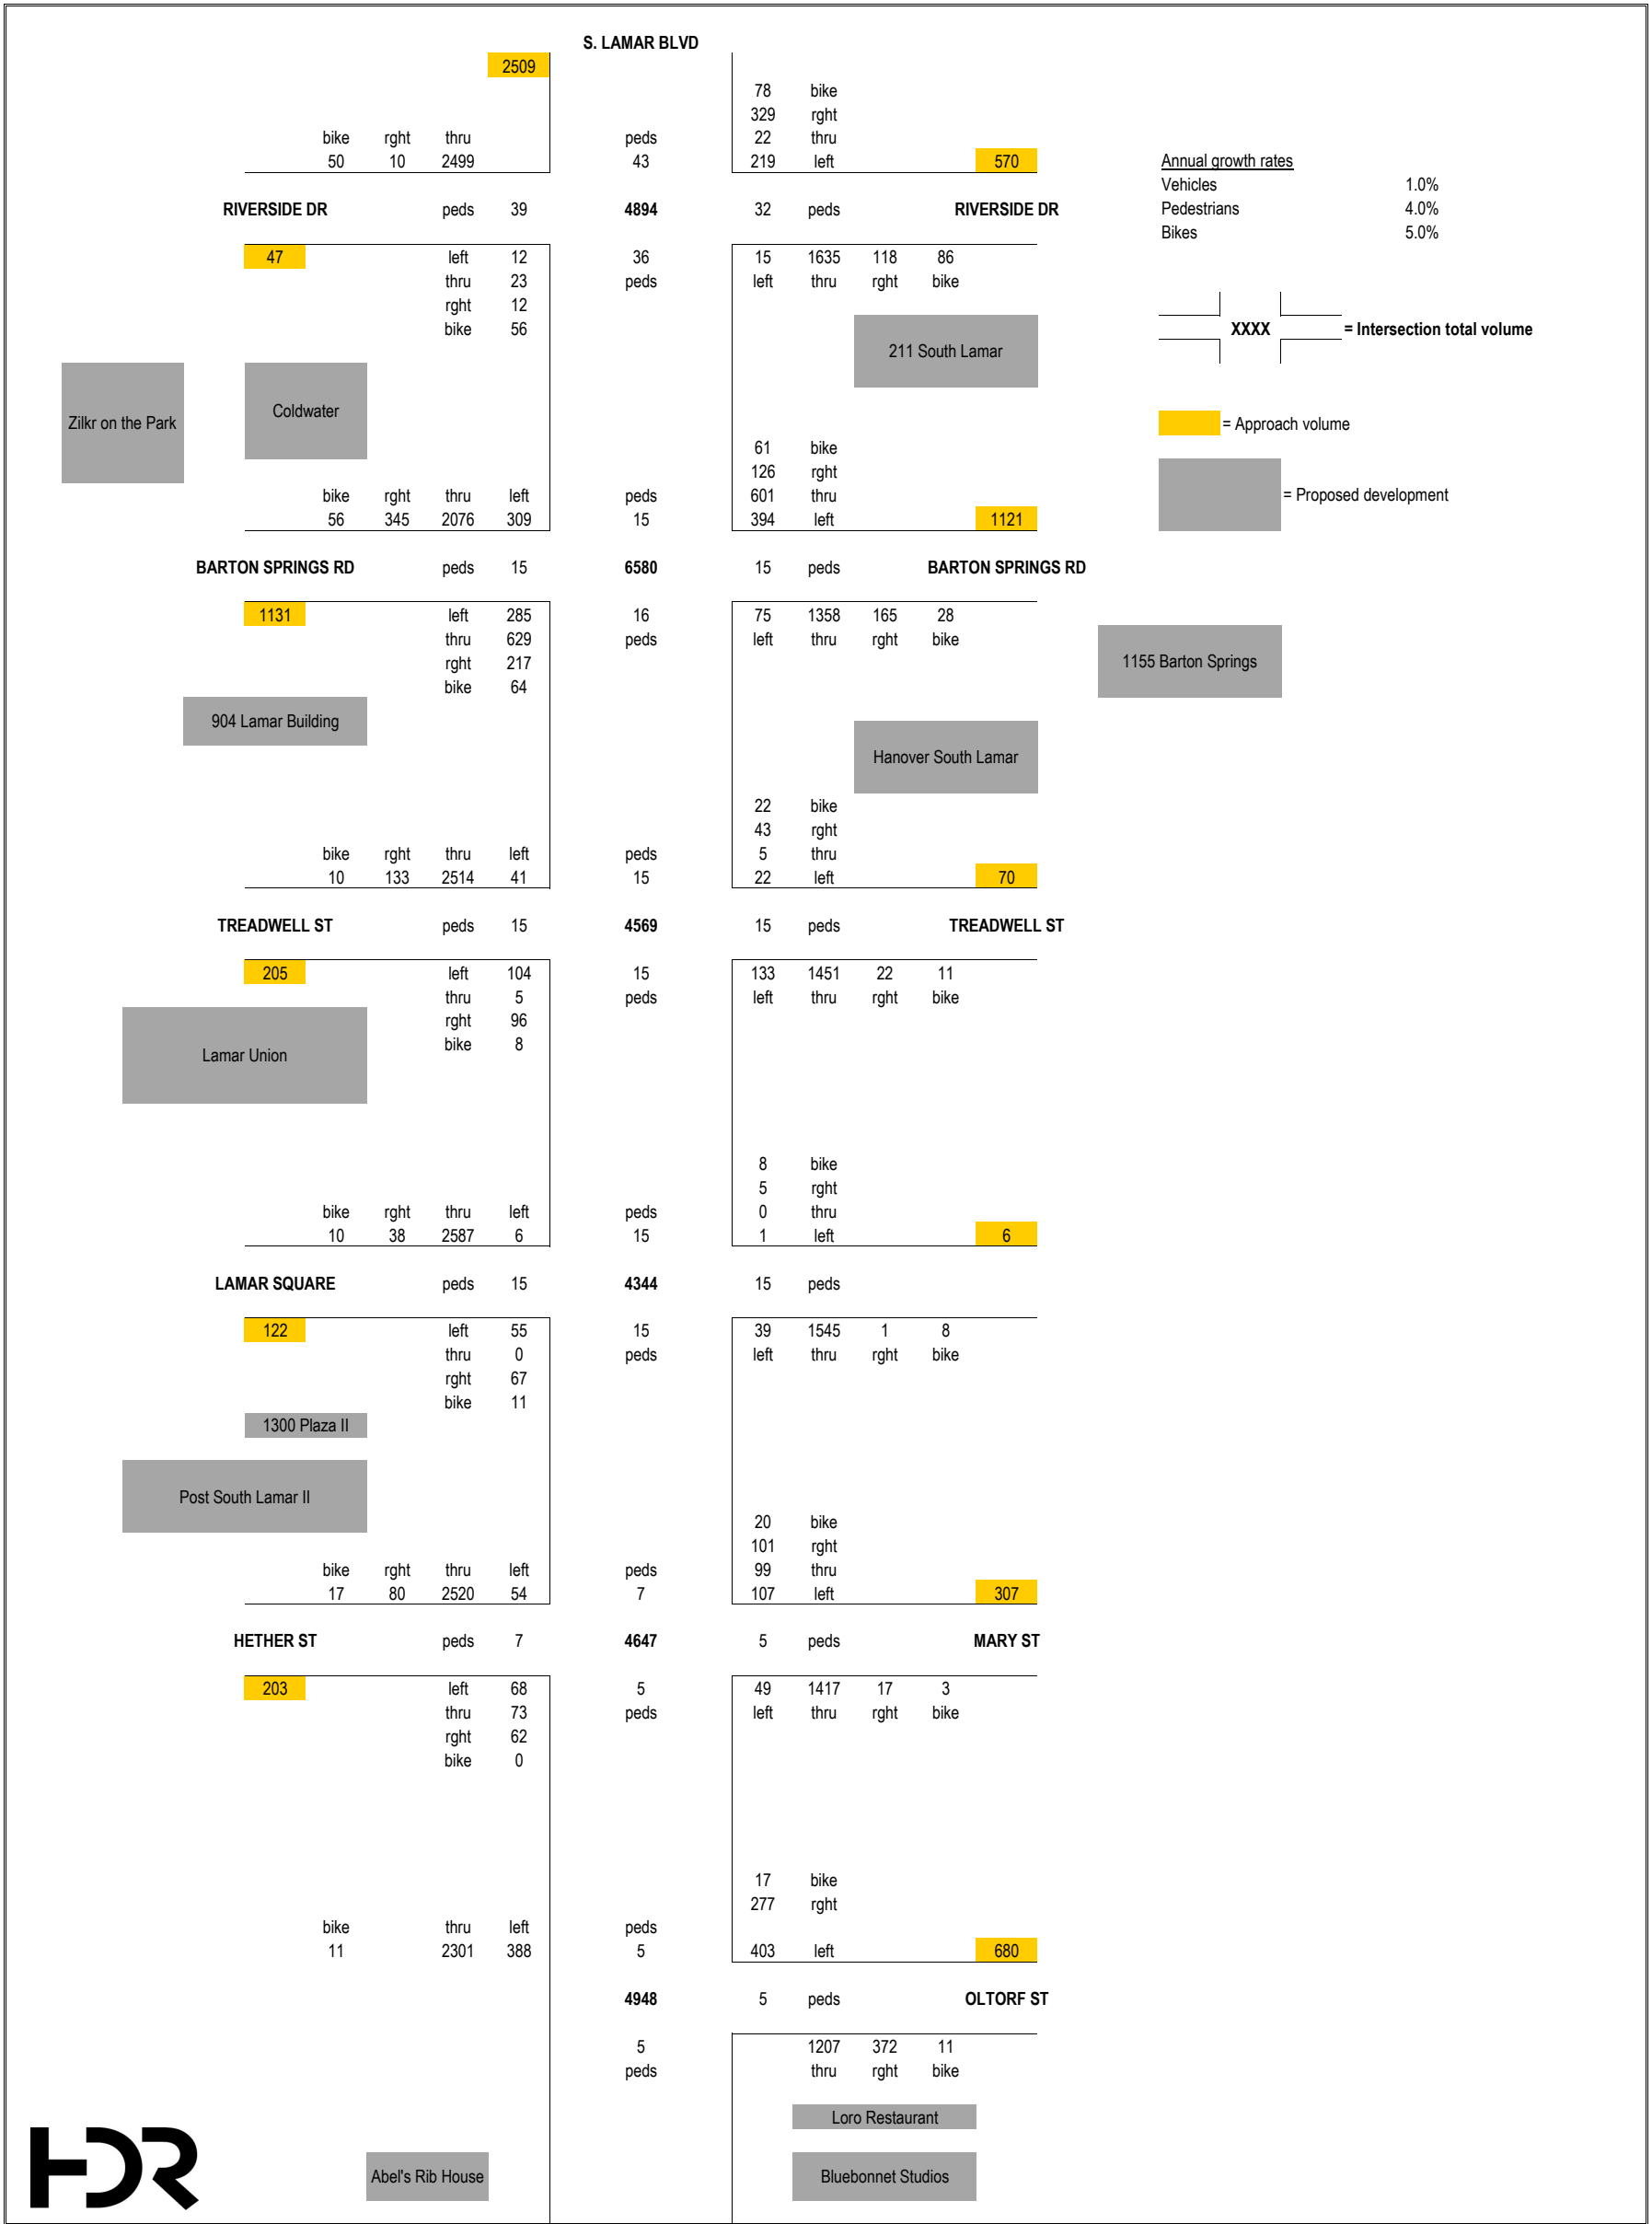 S. LAMAR BLVD
2509
78 bike
329 rght
bike rght thru peds 22 thru
50 10 2499 43 219 left 570 Annual growth rates
Vehicles 1.0%
RIVERSIDE DR peds 39 4894 32 peds RIVERSIDE DR Pedestrians 4.0%
Bikes 5.0%
47 left 12 36 15 1635 118 86
thru 23 peds left thru rght bike
rght 12
bike 56 XXXX = Intersection total volume
211 South Lamar
Zilkr on the Park Coldwater = Approach volume
61 bike
126 rght
bike rght thru left peds 601 thru = Proposed development
56 345 2076 309 15 394 left 1121
BARTON SPRINGS RD peds 15 6580 15 peds BARTON SPRINGS RD
1131 left 285 16 75 1358 165 28
thru 629 peds left thru rght bike
rght 217 1155 Barton Springs
bike 64
904 Lamar Building
Hanover South Lamar
22 bike
43 rght
bike rght thru left peds 5 thru
10 133 2514 41 15 22 left 70
TREADWELL ST peds 15 4569 15 peds TREADWELL ST
205 left 104 15 133 1451 22 11
thru 5 peds left thru rght bike
rght 96
bike 8
Lamar Union
8 bike
5 rght
bike rght thru left peds 0 thru
10 38 2587 6 15 1 left 6
LAMAR SQUARE peds 15 4344 15 peds
122 left 55 15 39 1545 1 8
thru 0 peds left thru rght bike
rght 67
bike 11
1300 Plaza II
Post South Lamar II
20 bike
101 rght
bike rght thru left peds 99 thru
17 80 2520 54 7 107 left 307
HETHER ST peds 7 4647 5 peds MARY ST
203 left 68 5 49 1417 17 3
thru 73 peds left thru rght bike
rght 62
bike 0
17 bike
277 rght
bike thru left peds
11 2301 388 5 403 left 680
4948 5 peds OLTORF ST
5 1207 372 11
peds thru rght bike
Loro Restaurant
HDR Abel's Rib House Bluebonnet Studios